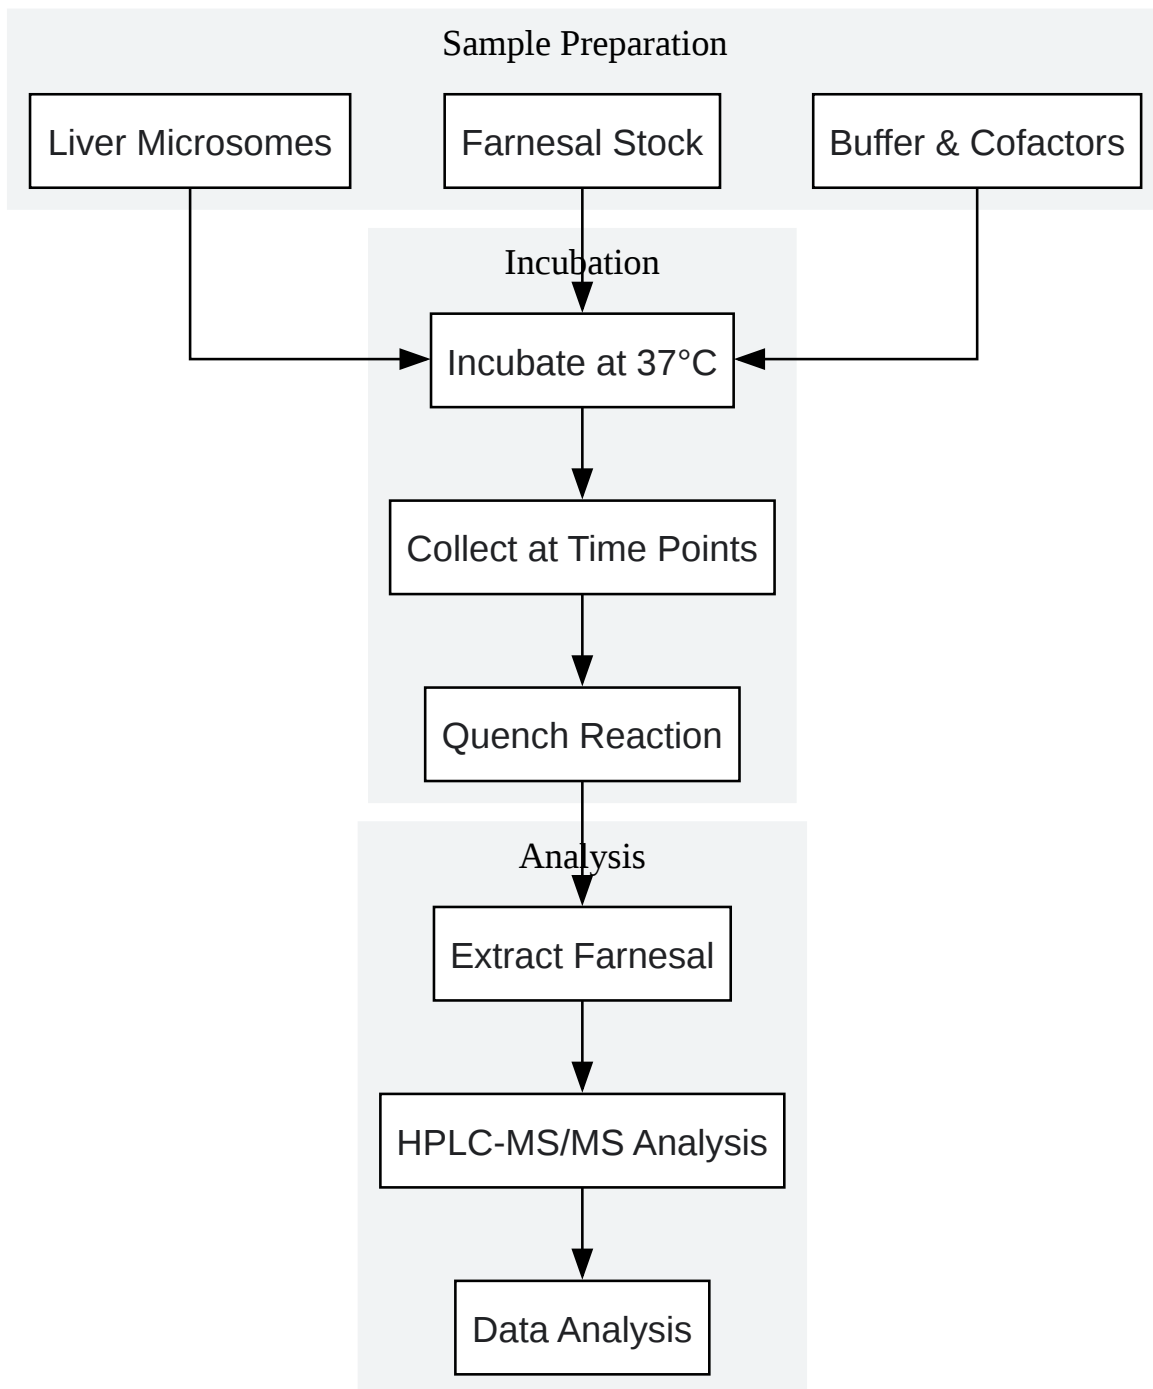 Sample Preparation
Liver Microsomes
Farnesal Stock
Buffer & Cofactors
Incubation
Incubate at 37°C
Collect at Time Points
Quench Reaction
Analysis
Extract Farnesal
HPLC-MS/MS Analysis
Data Analysis